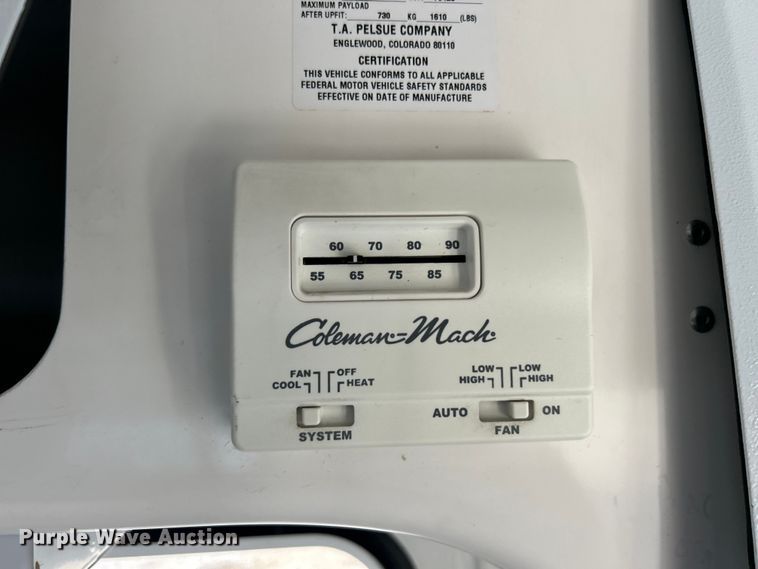 MAXIMUM PAYLOAD
AFTER UPFIT: 730 KG 1610 (LBS)
T.A. PELSUE COMPANY
ENGLEWOOD, COLORADO 80110
CERTIFICATION
THIS VEHICLE CONFORMS TO ALL APPLICABLE
FEDERAL MOTOR VEHICLE SAFETY STANDARDS
EFFECTIVE ON DATE OF MANUFACTURE
60 70 80 90
55 65 75 85
Coleman-Mach
FAN OFF
COOL HEAT
SYSTEM
LOW LOW
HIGH HIGH
AUTO ON
FAN
Purple Wave Auction